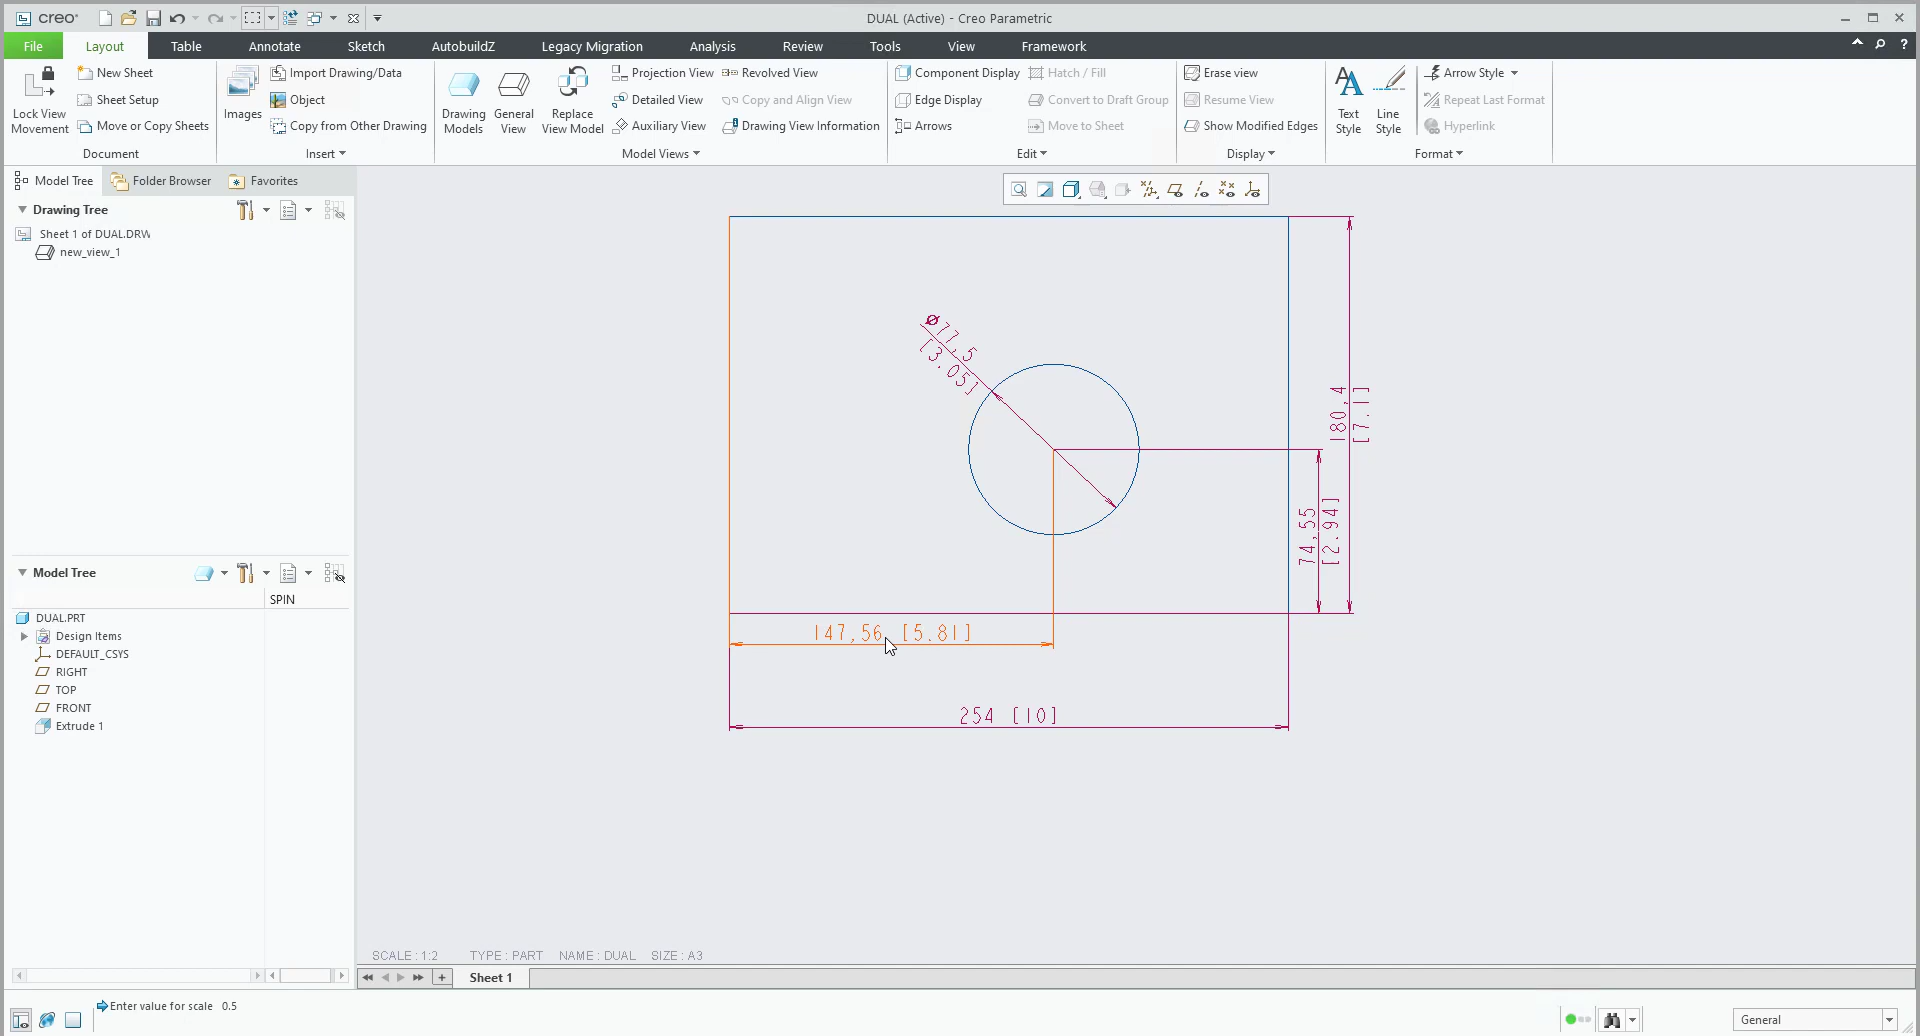 creo
DUAL (Active) - Creo Parametric
File
Layout
Table
Annotate
Sketch
AutobuildZ
Legacy Migration
Analysis
Review
Tools
View
Framework
Lock View
Movement
New Sheet
Sheet Setup
Move or Copy Sheets
Document
Images
Import Drawing/Data
Object
Copy from Other Drawing
Insert
Drawing
Models
General
View
Replace
View Model
Projection View
Detailed View
Auxiliary View
Revolved View
Copy and Align View
Drawing View Information
Model Views
Component Display
Edge Display
Arrows
Hatch / Fill
Convert to Draft Group
Move to Sheet
Edit
Erase view
Resume View
Show Modified Edges
Display
Text
Style
Line
Style
Arrow Style
Repeat Last Format
Hyperlink
Format
Model Tree
Folder Browser
Favorites
Drawing Tree
Sheet 1 of DUAL.DRW
new_view_1
Model Tree
SPIN
DUAL.PRT
Design Items
DEFAULT_CSYS
RIGHT
TOP
FRONT
Extrude 1
ø77,5
[3.05]
180,4
[7.1]
74,55
[2.94]
147,56 [5.81]
254 [10]
SCALE : 1:2 TYPE : PART NAME : DUAL SIZE : A3
Sheet 1
Enter value for scale 0.5
General